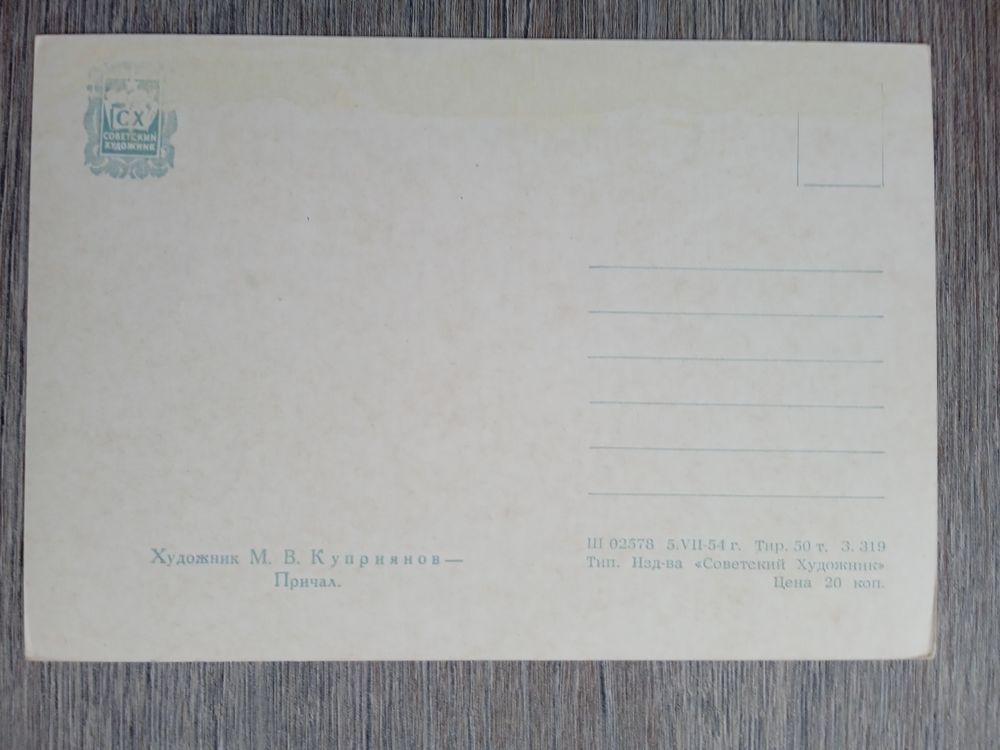 СХ
СОВЕТСКИЙ
ХУДОЖНИК
Художник М. В. Куприянов—
Причал.
Ш 02578 5.VII-54 г. Тир. 50 т. З. 319
Тип. Изд-ва «Советский Художник»
Цена 20 коп.